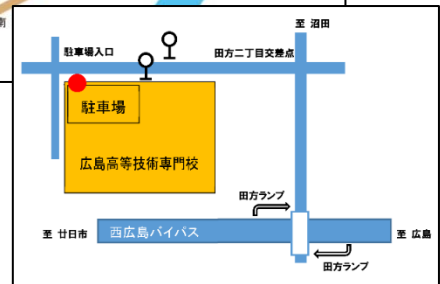 南
至 沼田
駐車場入口
田方二丁目交差点
駐車場
広島高等技術専門校
田方ランプ
至 廿日市
西広島バイパス
至 広島
田方ランプ